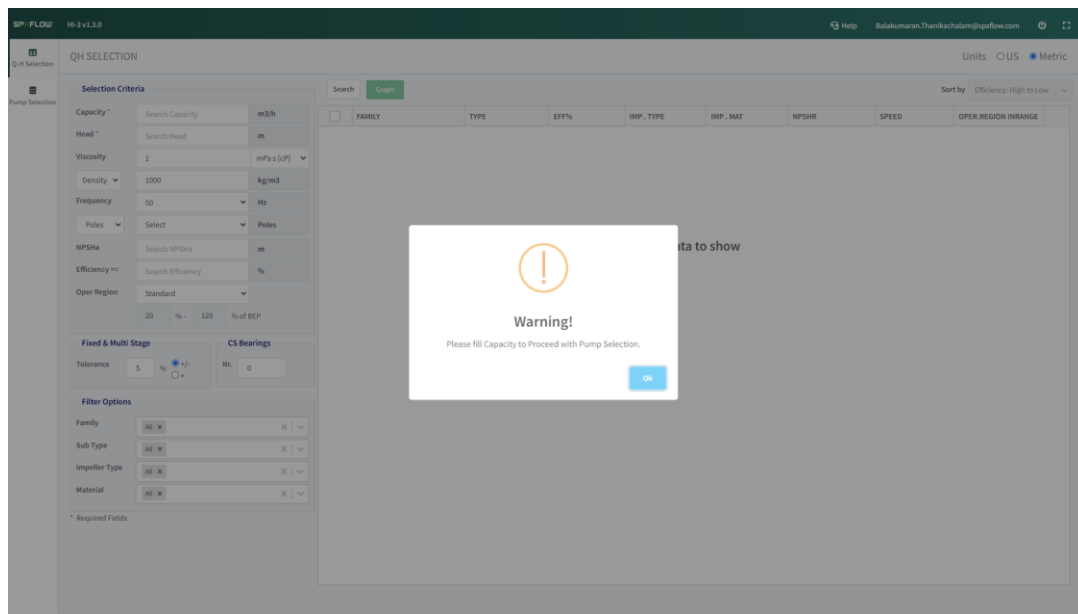 SPXFLOW HI-3 v1.3.0 Help Balakumaran.Thanikachalam@spxflow.com
Q-H Selection
Pump Selection
QH SELECTION Units US Metric
Selection Criteria
Search Graph Sort by Efficiency: High to Low
FAMILY TYPE EFF% IMP . TYPE IMP . MAT NPSHR SPEED OPER.REGION INRANGE
Capacity * Search Capacity m3/h
Head * Search Head m
Viscosity 1 mPa s [cP]
Density 1000 kg/m3
Frequency 50 Hz
Poles Select Poles
NPSHa Search NPSHa m
Efficiency >= Search Efficiency %
Oper Region Standard
20 % - 120 % of BEP
Fixed & Multi Stage
Tolerance 5 % +/-
+
CS Bearings
Nr. 0
Filter Options
Family All ×
Sub Type All ×
Impeller Type All ×
Material All ×
* Required Fields
to show
Warning!
Please fill Capacity to Proceed with Pump Selection.
Ok